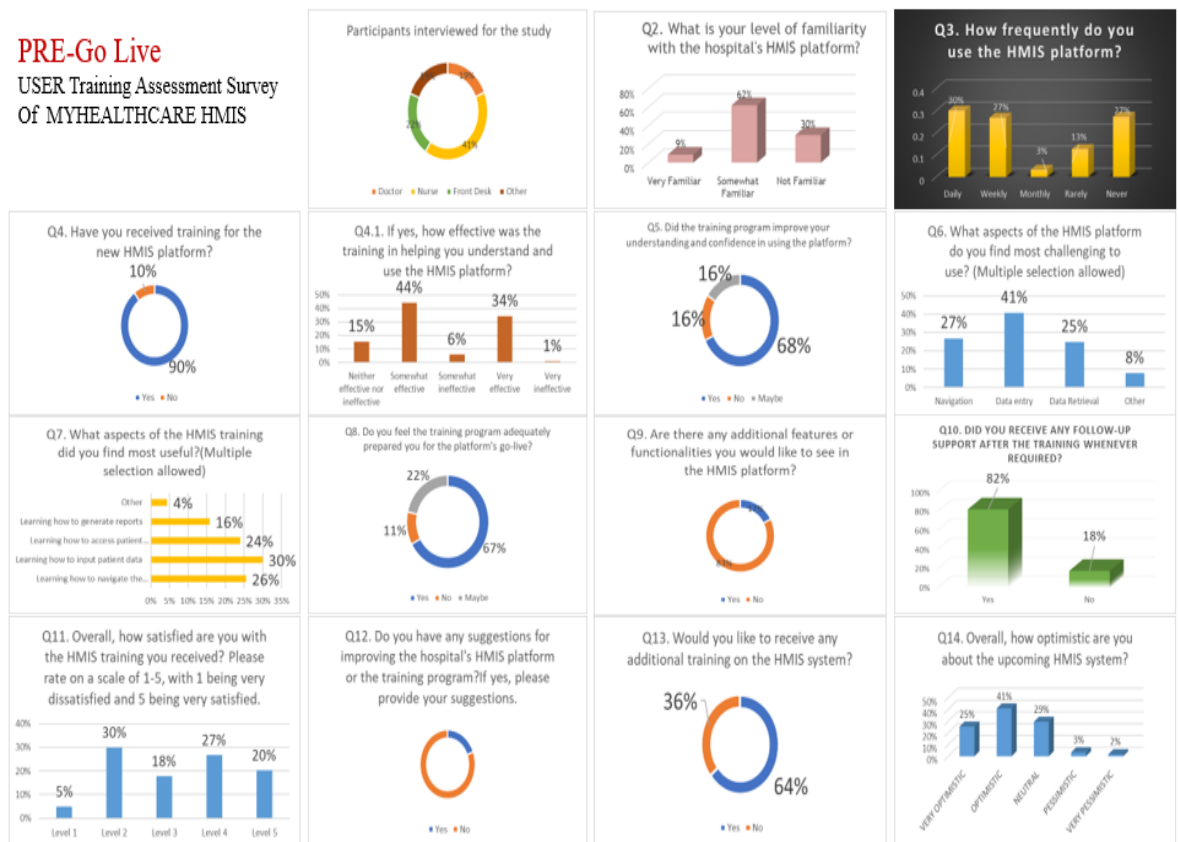 PRE-Go Live
USER Training Assessment Survey
Of MYHEALTHCARE HMIS
Participants interviewed for the study
19%
41%
22%
Doctor Nurse Front Desk Other
Q2. What is your level of familiarity
with the hospital's HMIS platform?
80%
60%
40%
20%
0%
9%
62%
30%
Very Familiar Somewhat Familiar Not Familiar
Q3. How frequently do you
use the HMIS platform?
0.4
0.3
0.2
0.1
0
30%
27%
3%
13%
27%
Daily Weekly Monthly Rarely Never
Q4. Have you received training for the
new HMIS platform?
10%
90%
Yes No
Q4.1. If yes, how effective was the
training in helping you understand and
use the HMIS platform?
50%
40%
30%
20%
10%
0%
15%
44%
6%
34%
1%
Neither effective nor ineffective
Somewhat effective
Somewhat ineffective
Very effective
Very ineffective
Q5. Did the training program improve your
understanding and confidence in using the platform?
16%
16%
68%
Yes No Maybe
Q6. What aspects of the HMIS platform
do you find most challenging to
use? (Multiple selection allowed)
50%
40%
30%
20%
10%
0%
27%
41%
25%
8%
Navigation Data entry Data Retrieval Other
Q7. What aspects of the HMIS training
did you find most useful?(Multiple
selection allowed)
Other 4%
Learning how to generate reports 16%
Learning how to access patient... 24%
Learning how to input patient data 30%
Learning how to navigate the... 26%
0% 5% 10% 15% 20% 25% 30% 35%
Q8. Do you feel the training program adequately
prepared you for the platform's go-live?
22%
11%
67%
Yes No Maybe
Q9. Are there any additional features or
functionalities you would like to see in
the HMIS platform?
Yes No
Q10. DID YOU RECEIVE ANY FOLLOW-UP
SUPPORT AFTER THE TRAINING WHENEVER
REQUIRED?
100%
80%
60%
40%
20%
0%
82%
18%
Yes No
Q11. Overall, how satisfied are you with
the HMIS training you received? Please
rate on a scale of 1-5, with 1 being very
dissatisfied and 5 being very satisfied.
40%
30%
20%
10%
0%
5%
30%
18%
27%
20%
Level 1 Level 2 Level 3 Level 4 Level 5
Q12. Do you have any suggestions for
improving the hospital's HMIS platform
or the training program?If yes, please
provide your suggestions.
Yes No
Q13. Would you like to receive any
additional training on the HMIS system?
36%
64%
Yes No
Q14. Overall, how optimistic are you
about the upcoming HMIS system?
50%
40%
30%
20%
10%
0%
25%
41%
29%
3%
2%
VERY OPTIMISTIC
OPTIMISTIC
NEUTRAL
PESSIMISTIC
VERY PESSIMISTIC